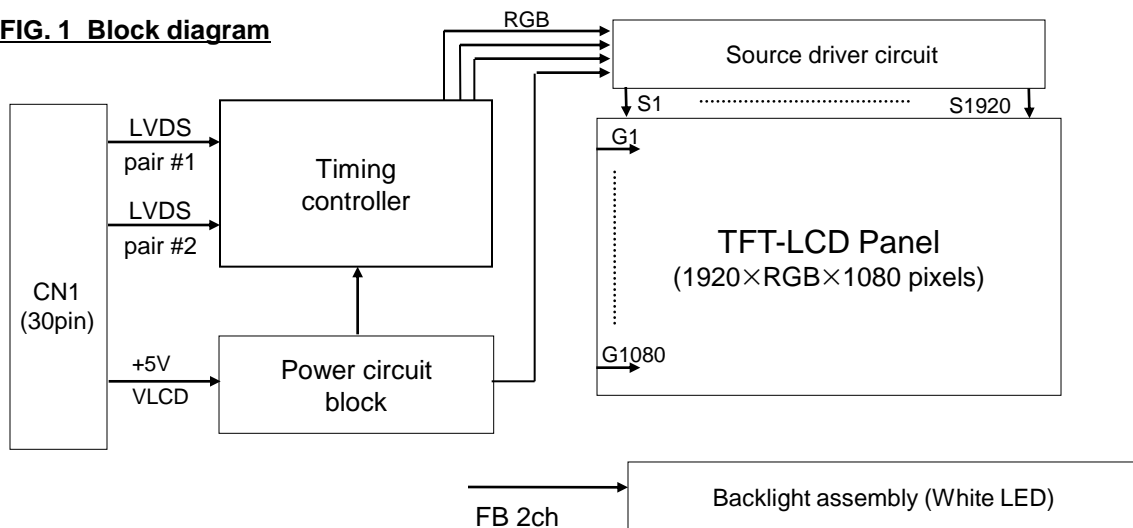 FIG. 1 Block diagram
RGB
Source driver circuit
S1
S1920
CN1
(30pin)
LVDS
pair #1
LVDS
pair #2
Timing
controller
G1
TFT-LCD Panel
(1920×RGB×1080 pixels)
G1080
+5V
VLCD
Power circuit
block
FB 2ch
Backlight assembly (White LED)